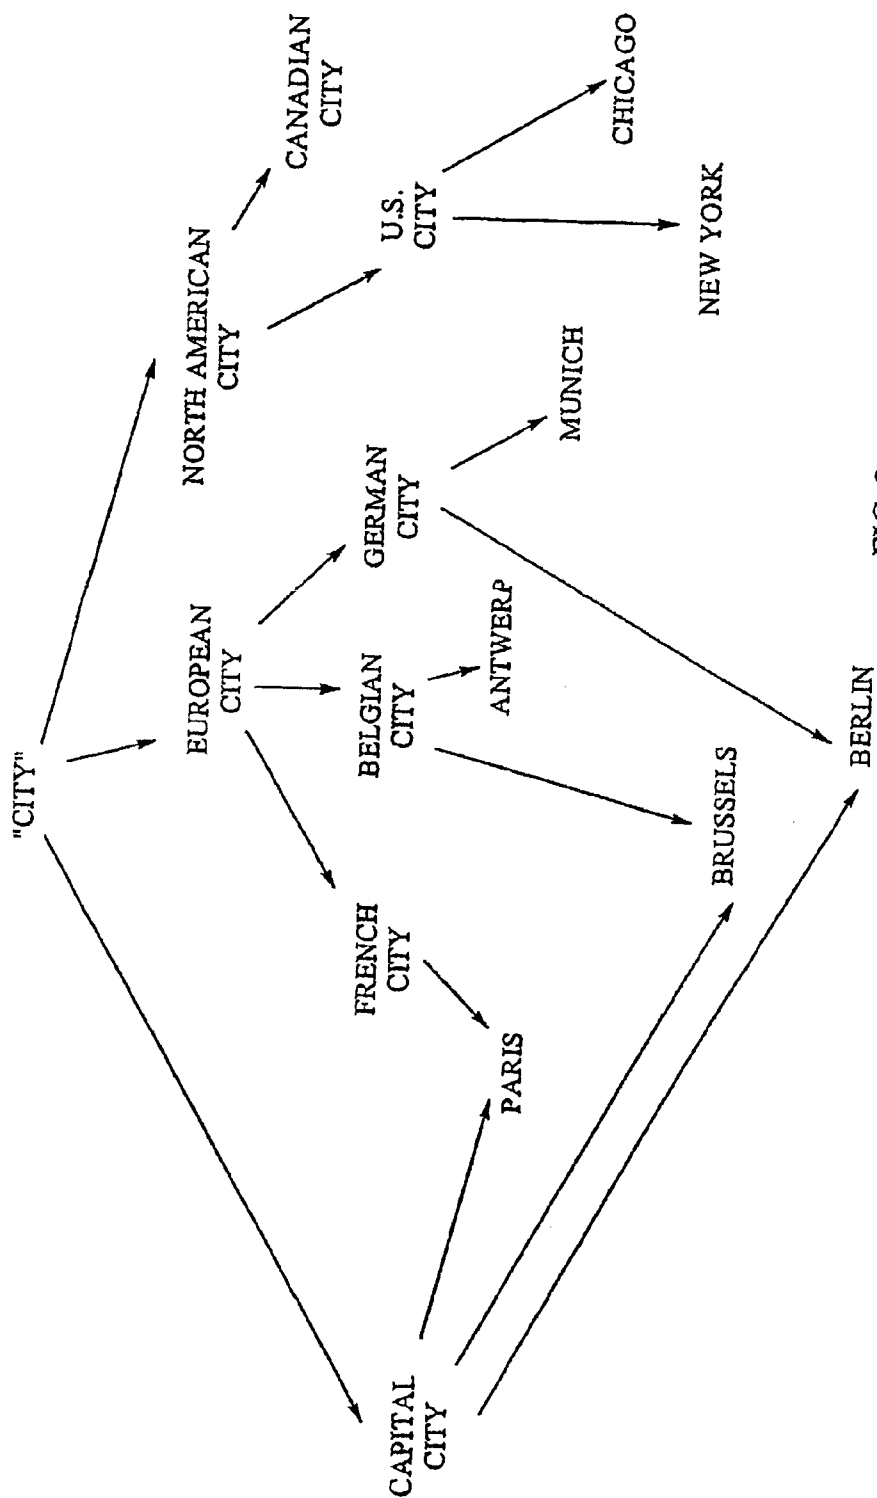 "CITY"
EUROPEAN
CITY
NORTH AMERICAN
CITY
CANADIAN
CITY
CAPITAL
CITY
FRENCH
CITY
BELGIAN
CITY
GERMAN
CITY
U.S.
CITY
PARIS
ANTWERP
MUNICH
CHICAGO
BRUSSELS
NEW YORK
BERLIN